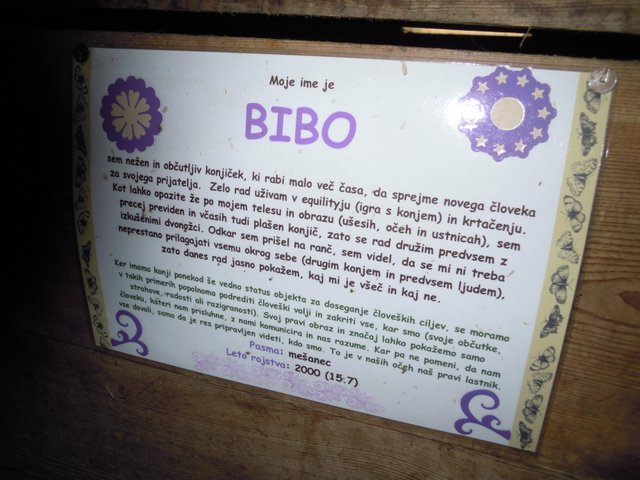 Moje ime je
BIBO
sem nežen in občutljiv konjiček, ki rabi malo več časa, da sprejme novega človeka
za svojega prijatelja. Zelo rad uživam v equilityju (igra s konjem) in krtačenju.
Kot lahko opazite že po mojem telesu in obrazu (ušesih, očeh in ustnicah), sem
precej previden in včasih tudi plašen konjič, zato se rad družim predvsem z
izkušenimi dvonožci. Odkar sem prišel na ranč, sem videl, da se mi ni treba
neprestano prilagajati vsemu okrog sebe (drugim konjem in predvsem ljudem),
zato danes rad jasno pokažem, kaj mi je všeč in kaj ne.
Ker imamo konji ponekod še vedno status objekta za doseganje človeških ciljev, se moramo
v takih primerih popolnoma podrediti človeški volji in zakriti vse, kar smo (svoje občutke,
strahove, radosti ali razigranosti). Svoj pravi obraz in značaj lahko pokažemo samo
človeku, kateri nam prisluhne, z nami komunicira in nas razume. Kar pa ne pomeni, da nam
vse dovoli, samo da je res pripravljen videti, kdo smo. To je v naših očeh naš pravi lastnik.
Pasma: mešanec
Leto rojstva: 2000 (15.7)